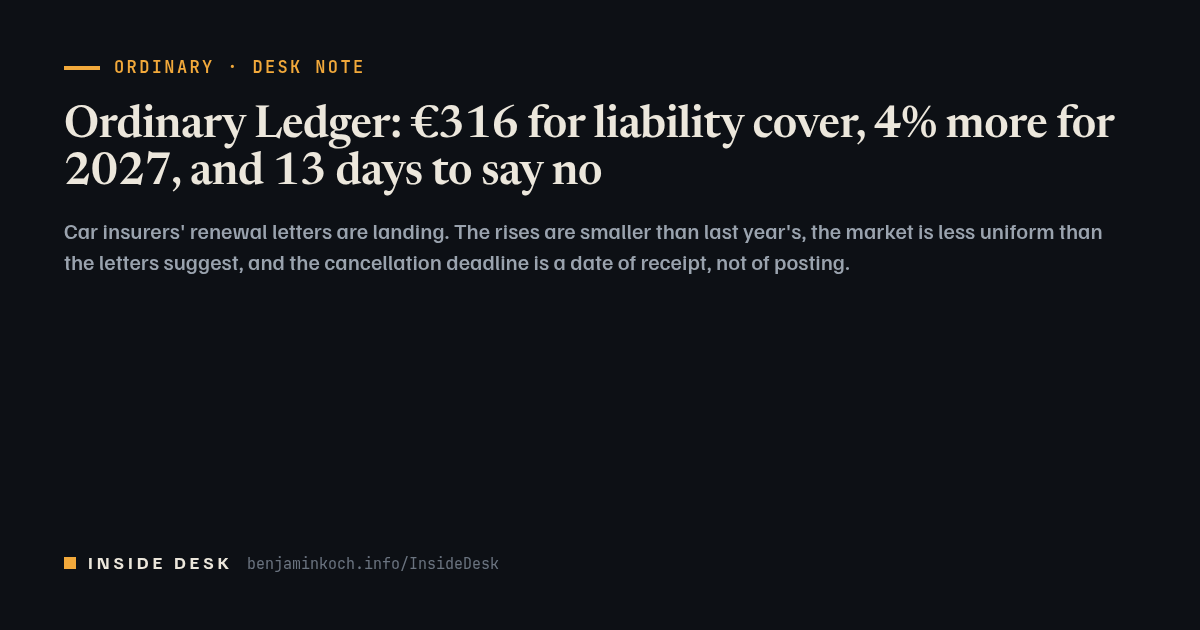 ORDINARY · DESK NOTE
Ordinary Ledger: €316 for liability cover, 4% more for
2027, and 13 days to say no
Car insurers' renewal letters are landing. The rises are smaller than last year's, the market is less uniform than
the letters suggest, and the cancellation deadline is a date of receipt, not of posting.
INSIDE DESK benjaminkoch.info/InsideDesk